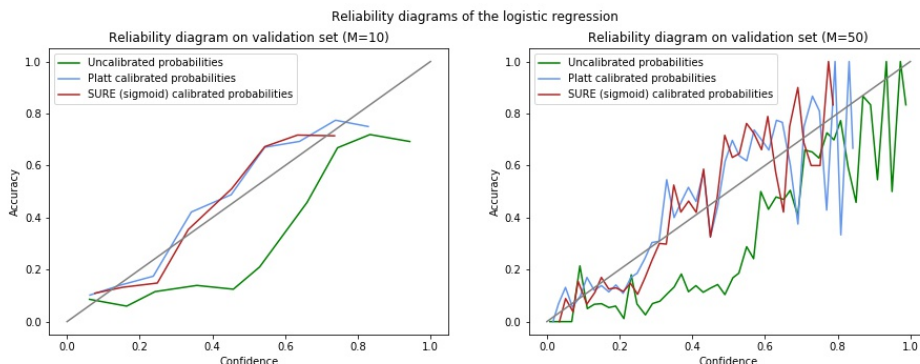 Reliability diagrams of the logistic regression
Reliability diagram on validation set (M=10)
1.0
0.8
0.6
0.4
0.2
0.0
Accuracy
Uncalibrated probabilities
Platt calibrated probabilities
SURE (sigmoid) calibrated probabilities
0.0 0.2 0.4 0.6 0.8 1.0
Confidence
Reliability diagram on validation set (M=50)
1.0
0.8
0.6
0.4
0.2
0.0
Accuracy
Uncalibrated probabilities
Platt calibrated probabilities
SURE (sigmoid) calibrated probabilities
0.0 0.2 0.4 0.6 0.8 1.0
Confidence